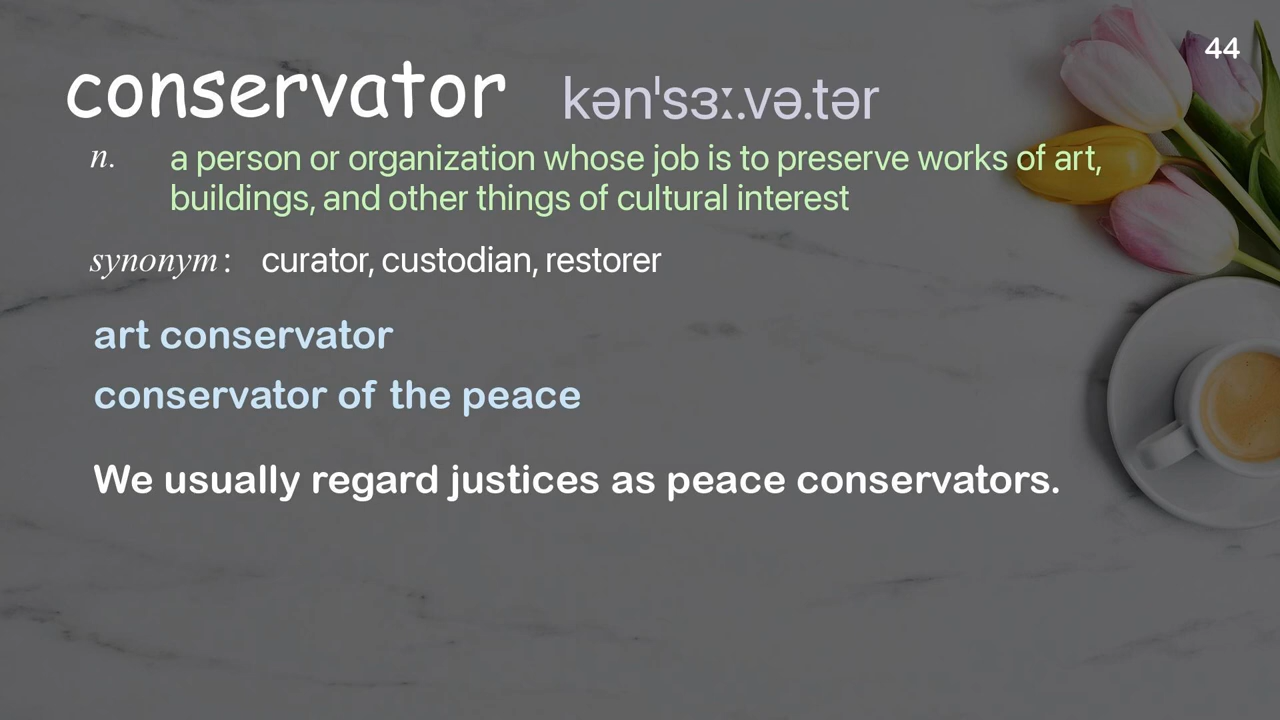 44
conservator kən'sɜː.və.tər
n. a person or organization whose job is to preserve works of art,
buildings, and other things of cultural interest
synonym : curator, custodian, restorer
art conservator
conservator of the peace
We usually regard justices as peace conservators.